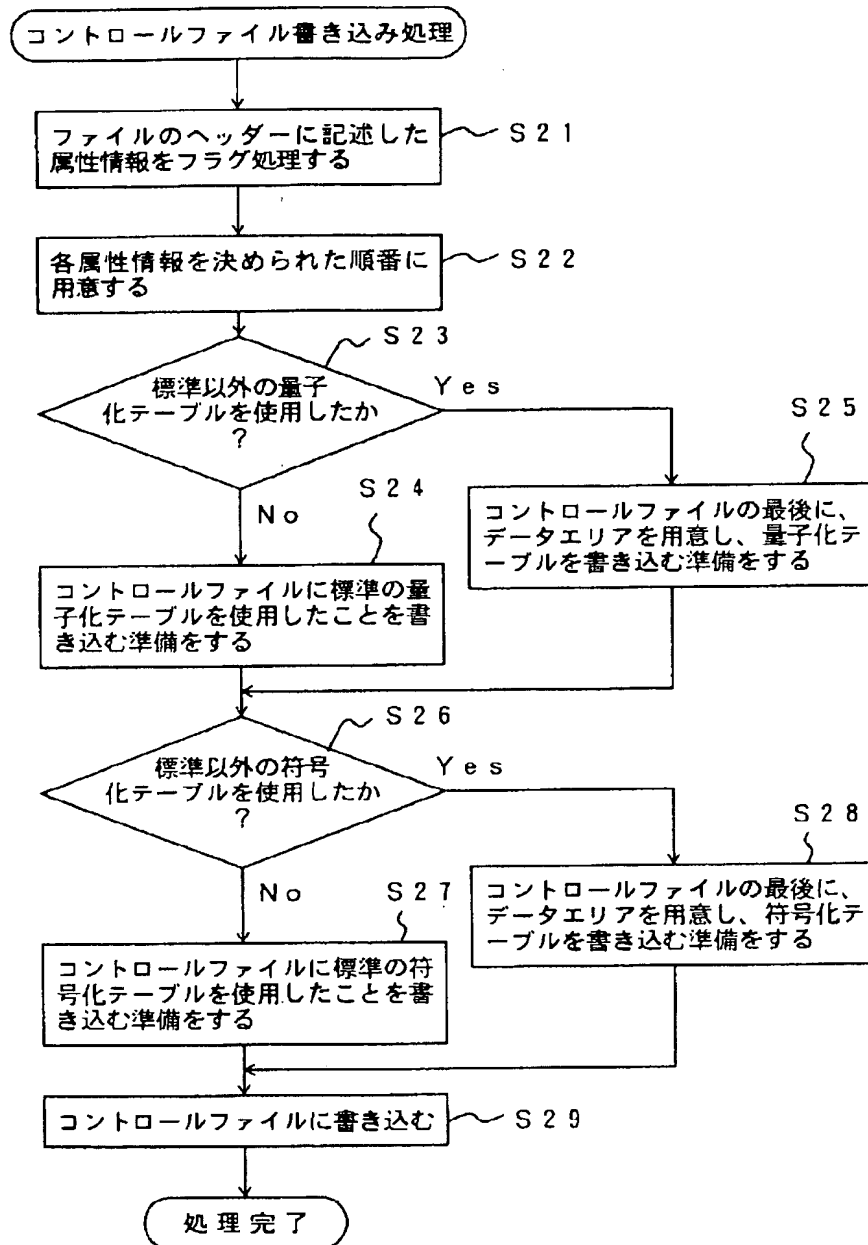 コントロールファイル書き込み処理
ファイルのヘッダーに記述した
属性情報をフラグ処理する
S21
各属性情報を決められた順番に
用意する
S22
S23
標準以外の量子
化テーブルを使用したか
?
Yes
No
S24
コントロールファイルに標準の量
子化テーブルを使用したことを書
き込む準備をする
S25
コントロールファイルの最後に、
データエリアを用意し、量子化テ
ーブルを書き込む準備をする
S26
標準以外の符号
化テーブルを使用したか
?
Yes
No
S27
コントロールファイルに標準の符
号化テーブルを使用したことを書
き込む準備をする
S28
コントロールファイルの最後に、
データエリアを用意し、符号化テ
ーブルを書き込む準備をする
コントロールファイルに書き込む
S29
処理完了